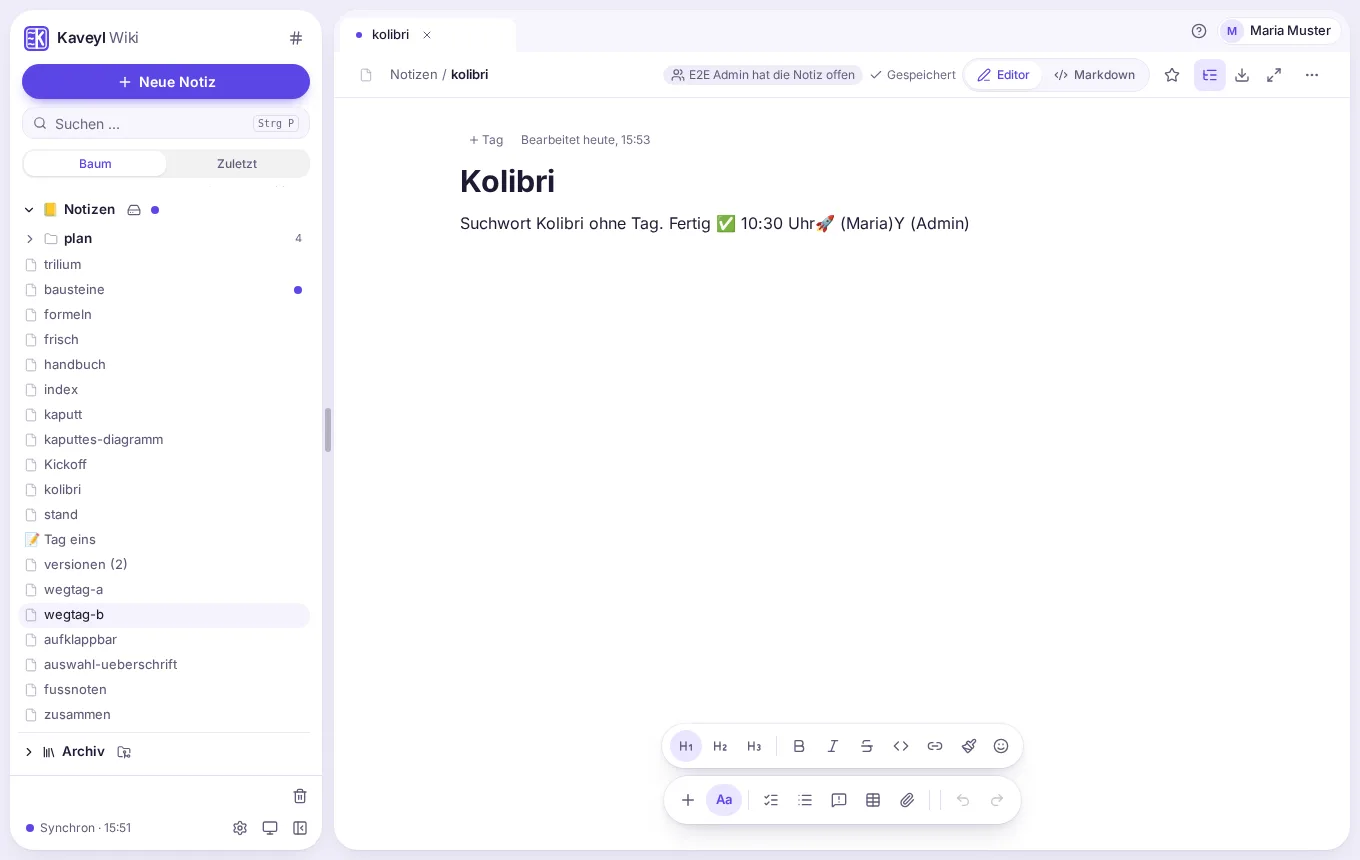 Kaveyl Wiki
Neue Notiz
Suchen ...
Strg P
Baum
Zuletzt
📒 Notizen
plan
4
trilium
bausteine
formeln
frisch
handbuch
index
kaputt
kaputtes-diagramm
Kickoff
kolibri
stand
📝 Tag eins
versionen (2)
wegtag-a
wegtag-b
aufklappbar
auswahl-ueberschrift
fussnoten
zusammen
Archiv
Synchron · 15:51
kolibri
M Maria Muster
Notizen / kolibri
E2E Admin hat die Notiz offen
Gespeichert
Editor
Markdown
+ Tag
Bearbeitet heute, 15:53
Kolibri
Suchwort Kolibri ohne Tag. Fertig ✅ 10:30 Uhr🚀 (Maria)Y (Admin)
H1 H2 H3
Aa